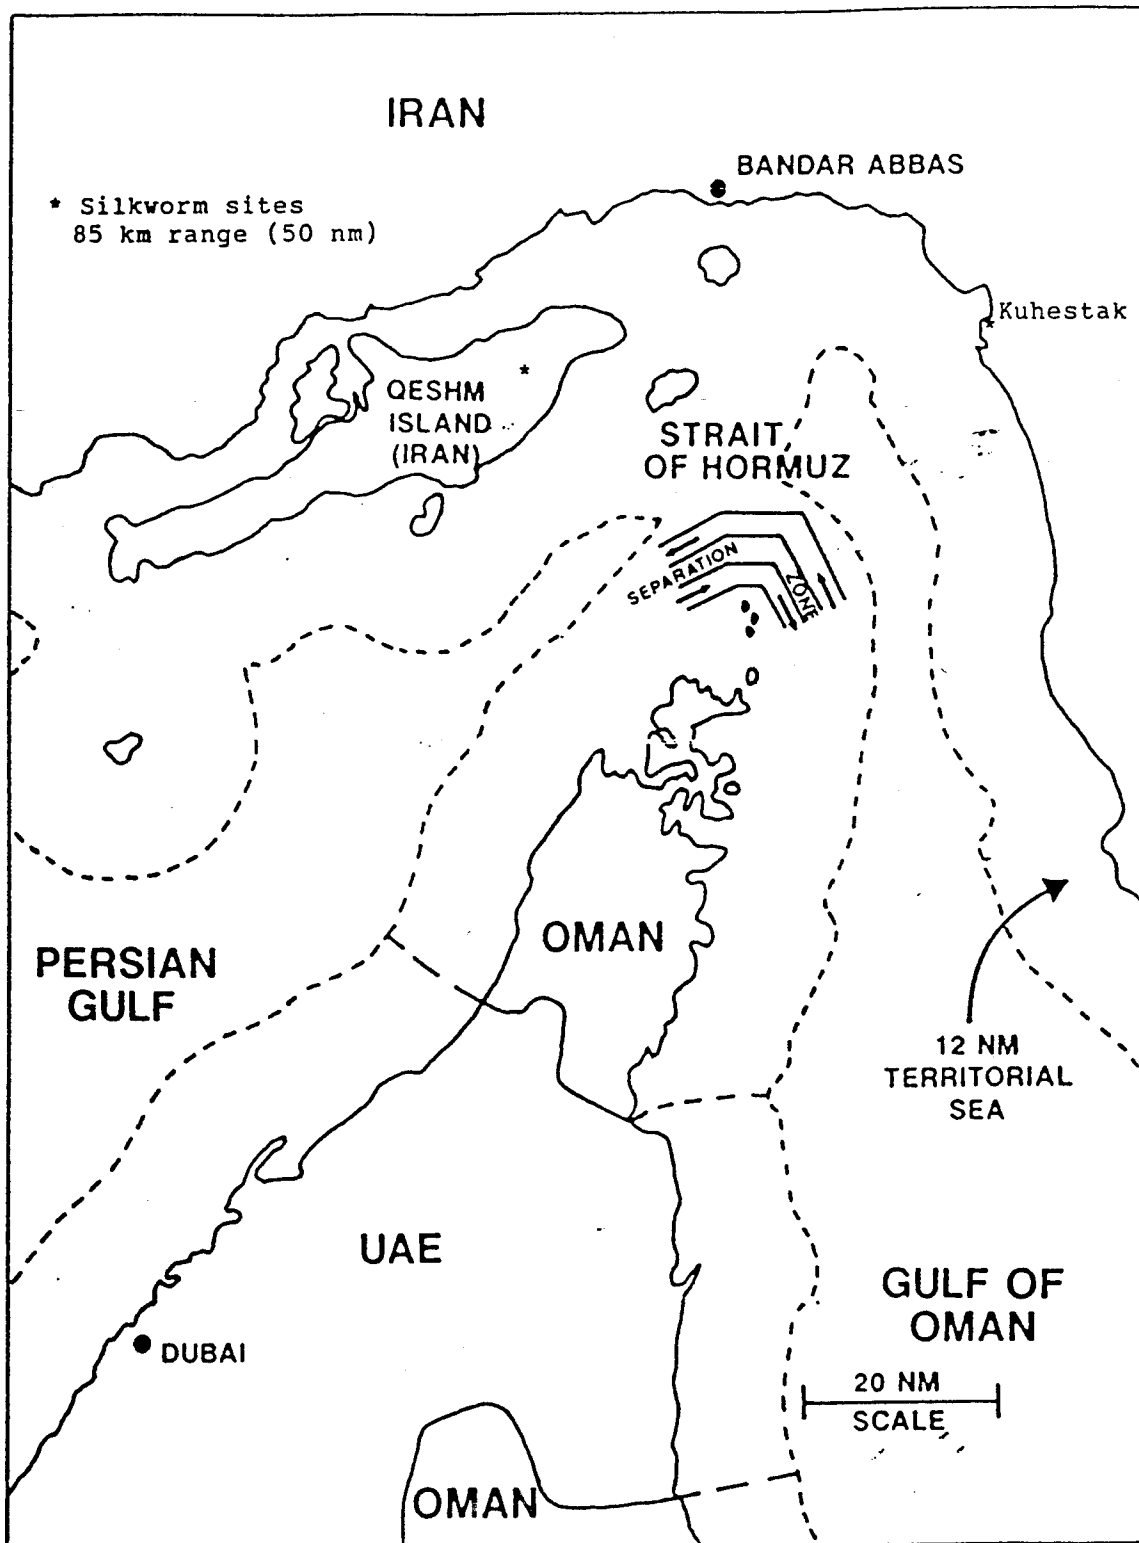 IRAN
BANDAR ABBAS
* Silkworm sites
85 km range (50 nm)
Kuhestak
*
*
QESHM
ISLAND
(IRAN)
STRAIT
OF HORMUZ
SEPARATION
ZONE
OMAN
PERSIAN
GULF
12 NM
TERRITORIAL
SEA
UAE
GULF OF
OMAN
DUBAI
20 NM
SCALE
OMAN